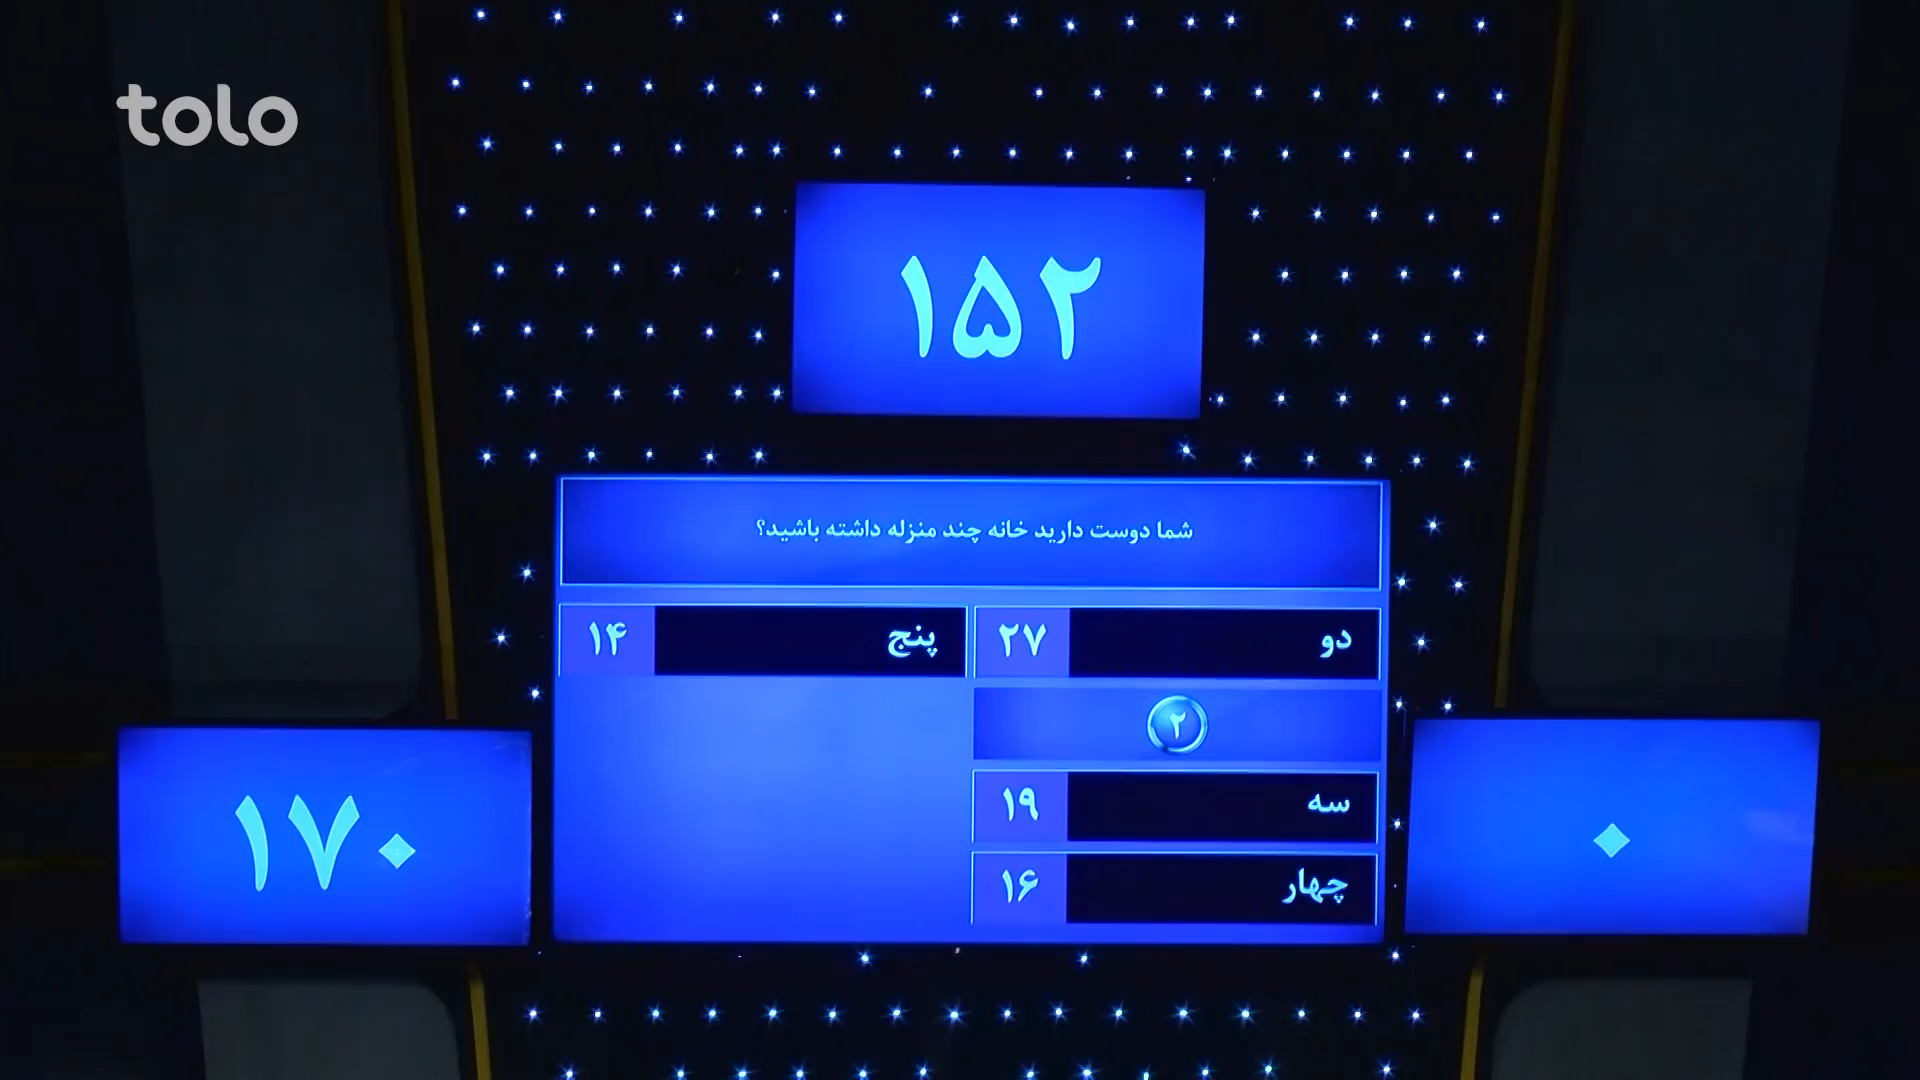 tolo
۱۵۲
شما دوست دارید خانه چند منزله داشته باشید؟
دو ۲۷
پنج ۱۴
۲
سه ۱۹
چهار ۱۶
۱۷۰
۰